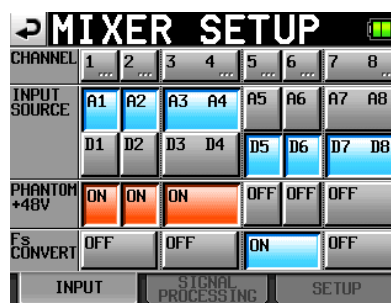 MIXER SETUP
CHANNEL 1... 2... 3 4... 5... 6... 7 8...
INPUT SOURCE A1 A2 A3 A4 A5 A6 A7 A8
D1 D2 D3 D4 D5 D6 D7 D8
PHANTOM +48V ON ON ON OFF OFF OFF
Fs CONVERT OFF OFF ON OFF
INPUT SIGNAL PROCESSING SETUP